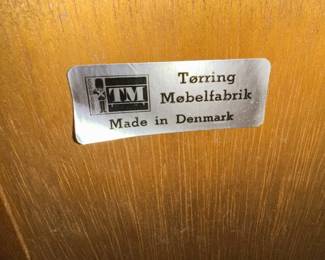 TM
Tørring
Møbelfabrik
Made in Denmark